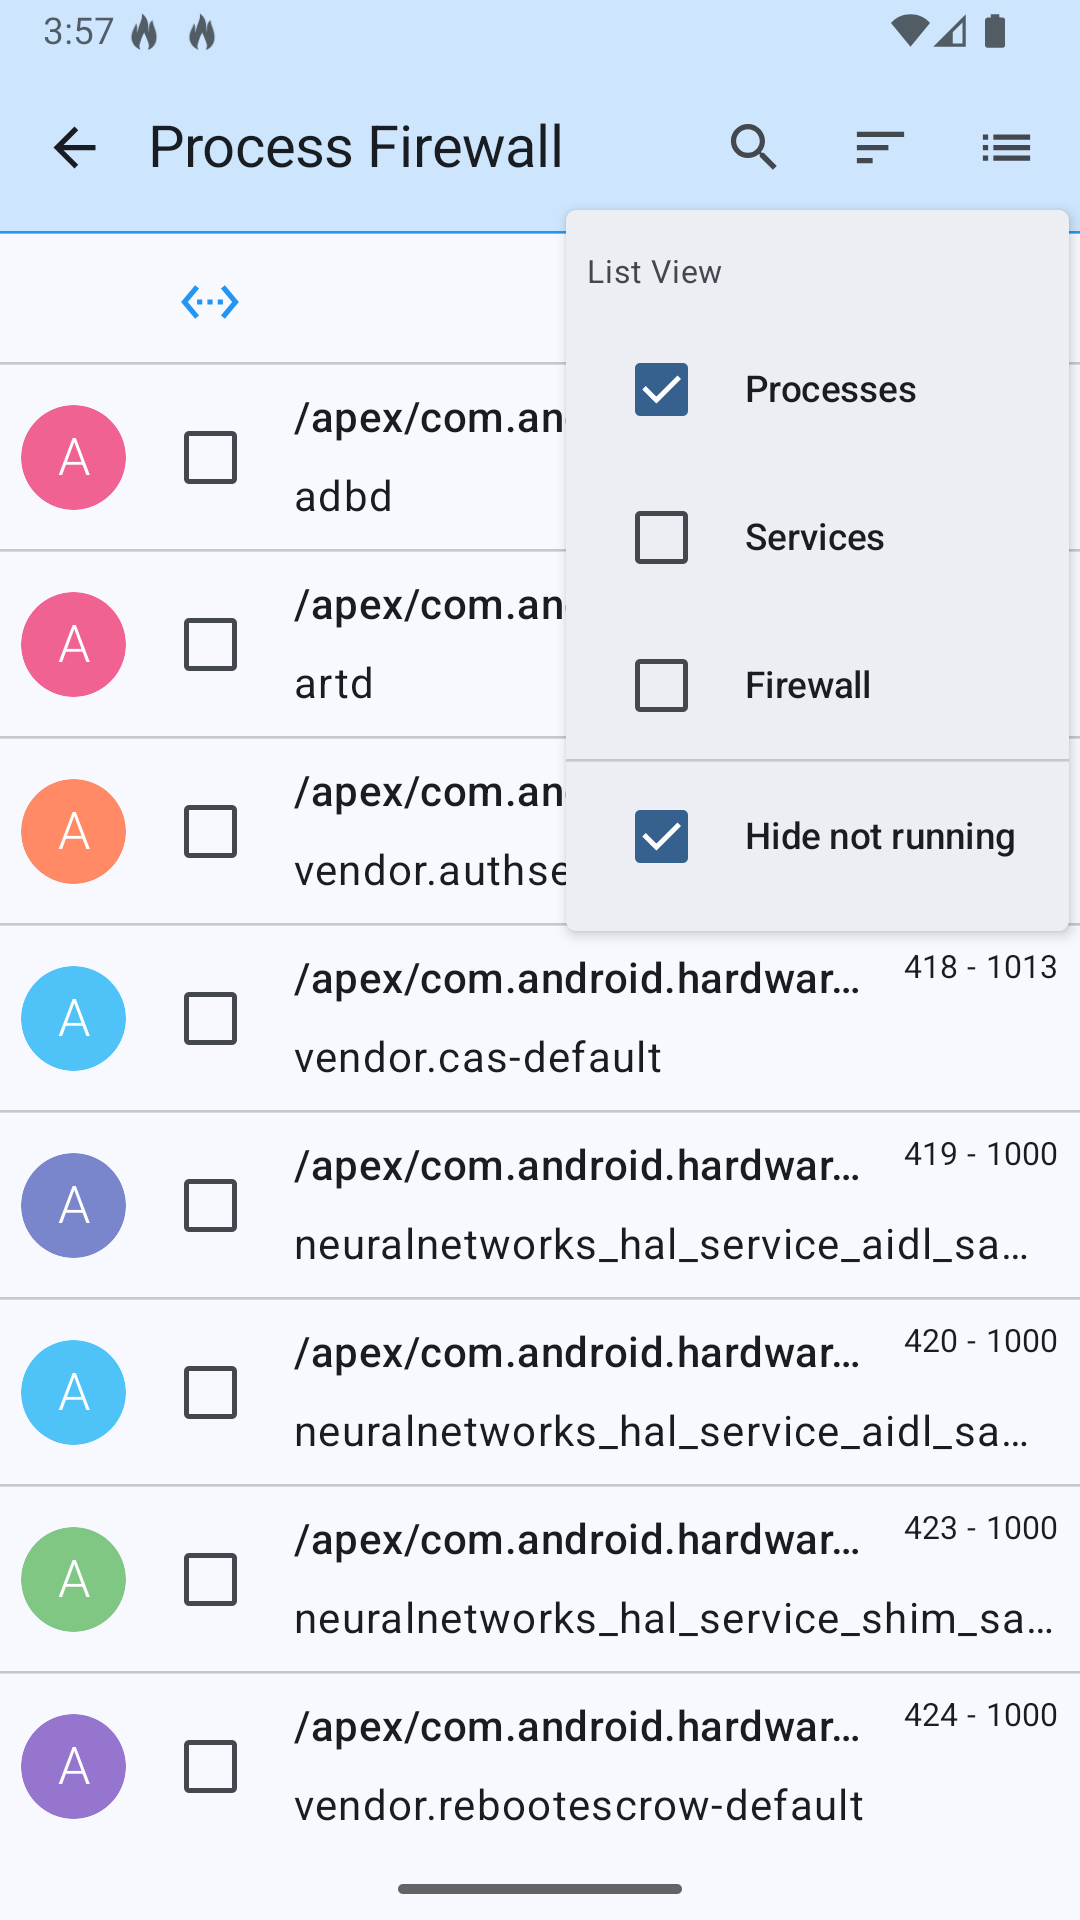 3:57
Process Firewall
List View
Processes
Services
Firewall
Hide not running
A
/apex/com.an
adbd
A
/apex/com.an
artd
A
/apex/com.an
vendor.authse
A
/apex/com.android.hardwar...
418 - 1013
vendor.cas-default
A
/apex/com.android.hardwar...
419 - 1000
neuralnetworks_hal_service_aidl_sa...
A
/apex/com.android.hardwar...
420 - 1000
neuralnetworks_hal_service_aidl_sa...
A
/apex/com.android.hardwar...
423 - 1000
neuralnetworks_hal_service_shim_sa...
A
/apex/com.android.hardwar...
424 - 1000
vendor.rebootescrow-default